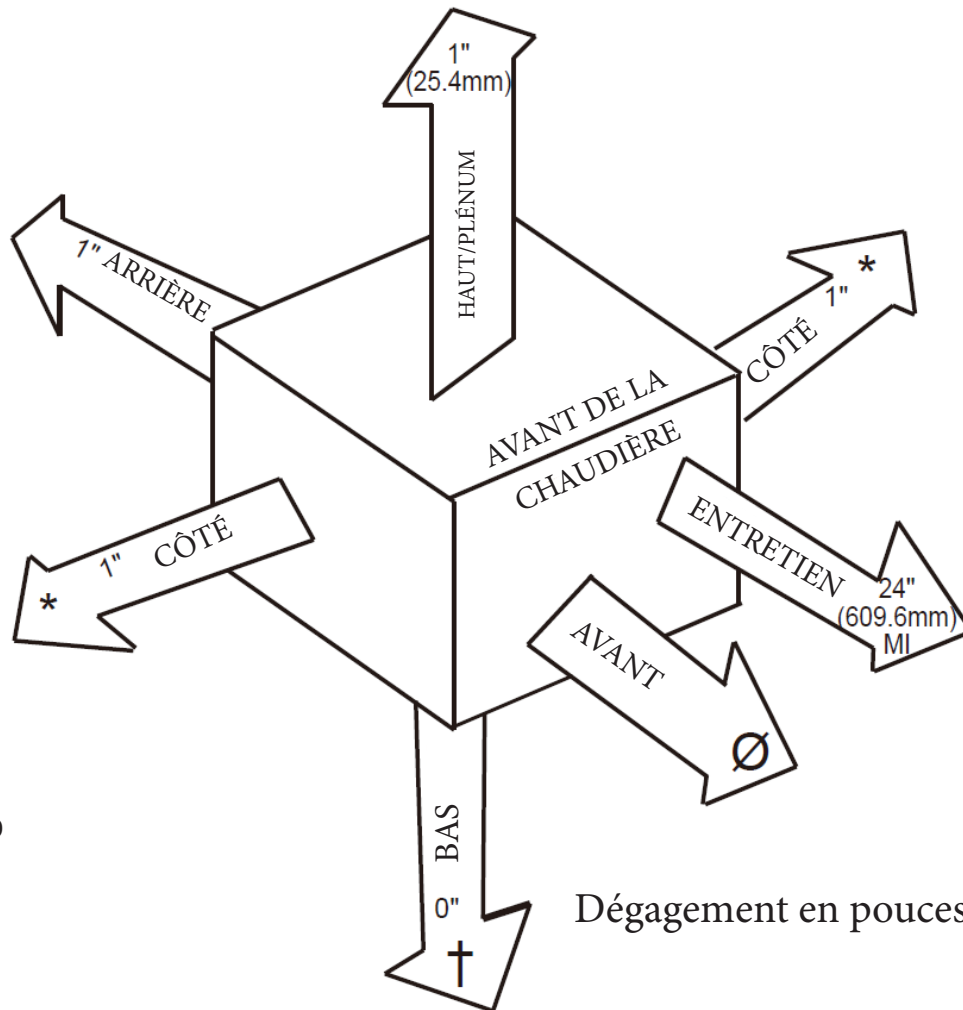 1"
(25.4mm)
HAUT/PLÉNUM
1" ARRIÈRE
*
1"
CÔTÉ
AVANT DE LA
CHAUDIÈRE
1" CÔTÉ
*
ENTRETIEN
24"
(609.6mm)
MI
AVANT
Ø
BAS
0"
†
Dégagement en pouces